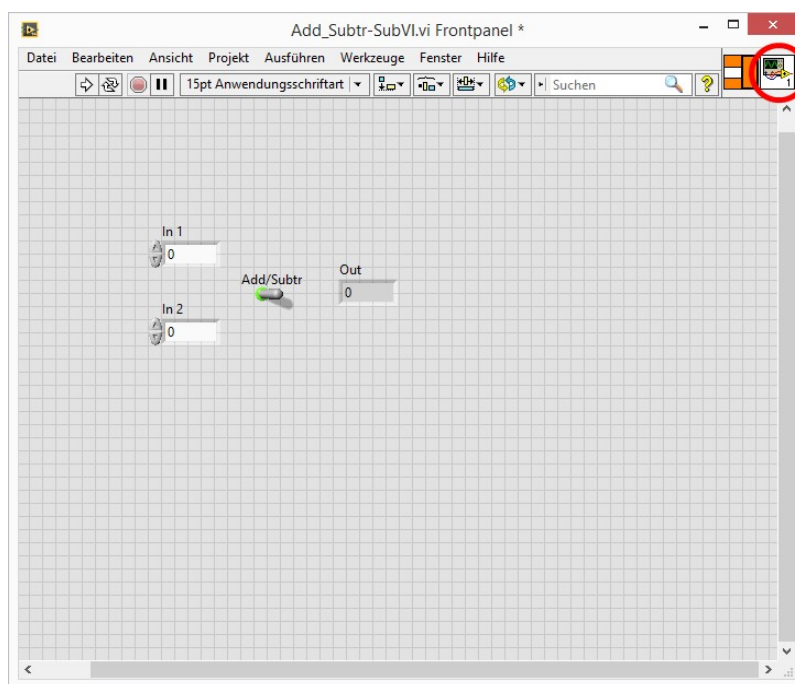 Add_Subtr-SubVI.vi Frontpanel *
Datei Bearbeiten Ansicht Projekt Ausführen Werkzeuge Fenster Hilfe
15pt Anwendungsschriftart Suchen ? 1
In 1
0
Add/Subtr
Out
0
In 2
0